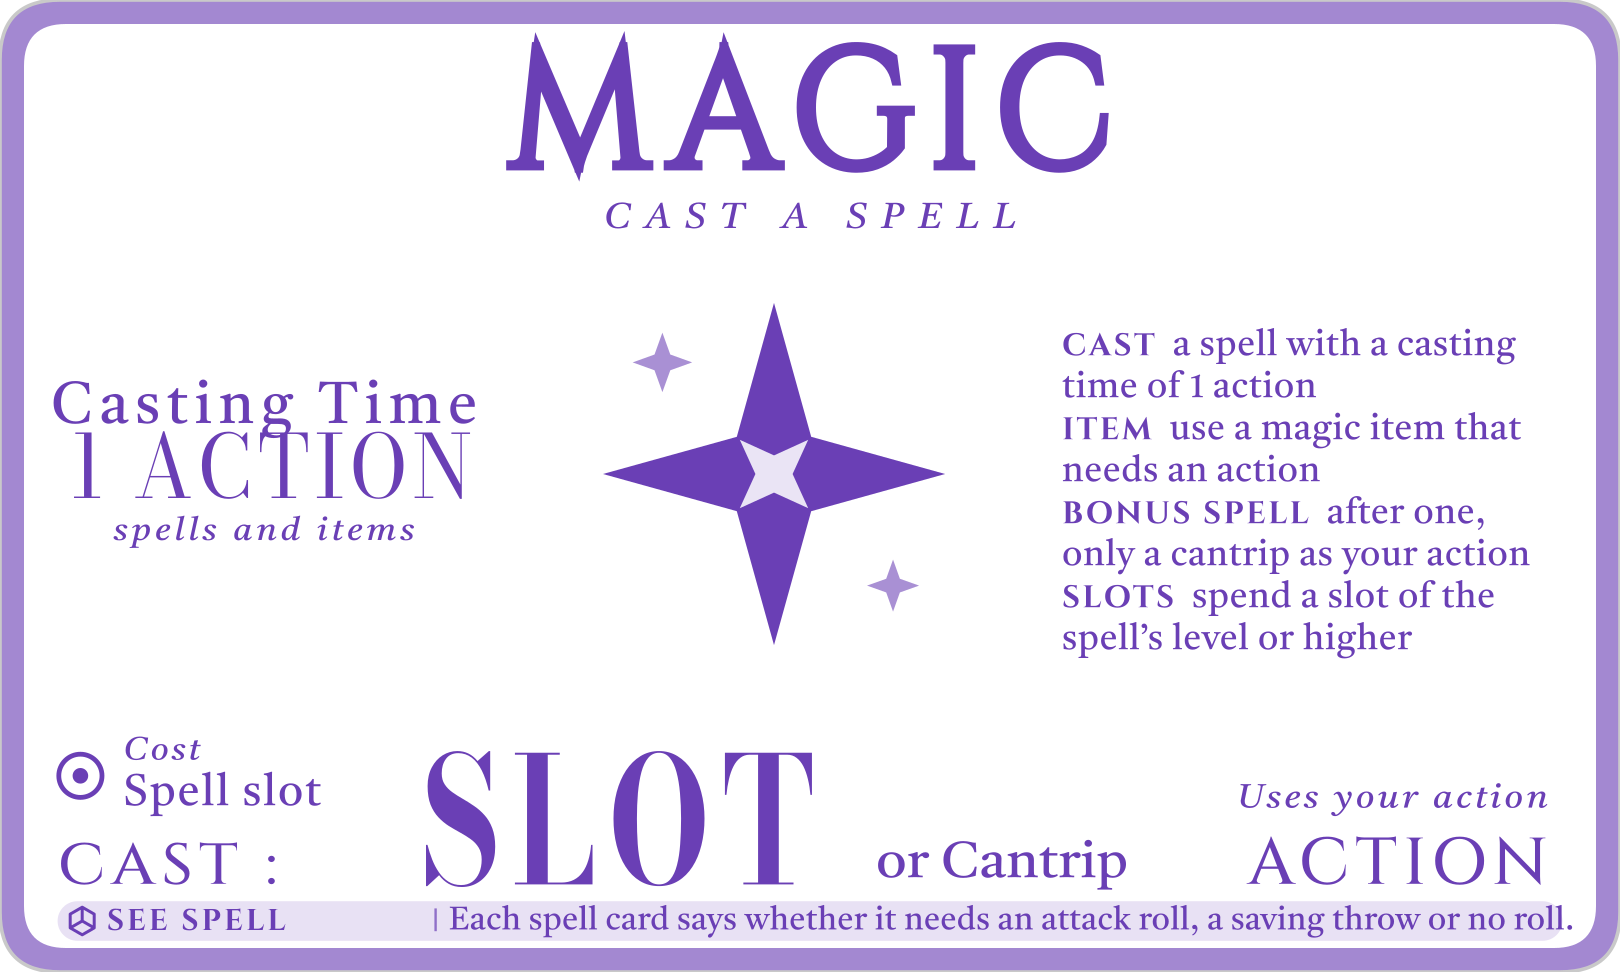 MAGIC
CAST A SPELL
Casting Time
1 ACTION
spells and items
CAST a spell with a casting
time of 1 action
ITEM use a magic item that
needs an action
BONUS SPELL after one,
only a cantrip as your action
SLOTS spend a slot of the
spell’s level or higher
Cost
Spell slot
CAST :
SLOT
or Cantrip
Uses your action
ACTION
SEE SPELL
| Each spell card says whether it needs an attack roll, a saving throw or no roll.